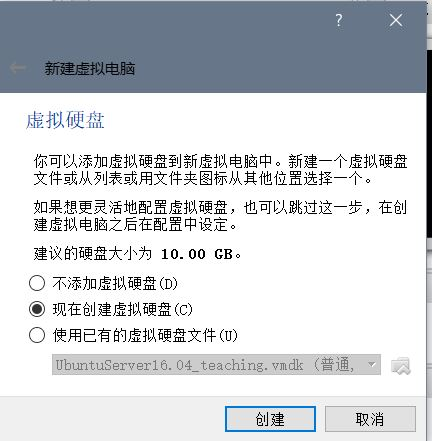 ?
新建虚拟电脑
虚拟硬盘
你可以添加虚拟硬盘到新虚拟电脑中。新建一个虚拟硬盘
文件或从列表或用文件夹图标从其他位置选择一个。
如果想更灵活地配置虚拟硬盘，也可以跳过这一步，在创
建虚拟电脑之后在配置中设定。
建议的硬盘大小为 10.00 GB。
不添加虚拟硬盘(D)
现在创建虚拟硬盘(C)
使用已有的虚拟硬盘文件(U)
UbuntuServer16.04_teaching.vmdk (普通,
创建
取消